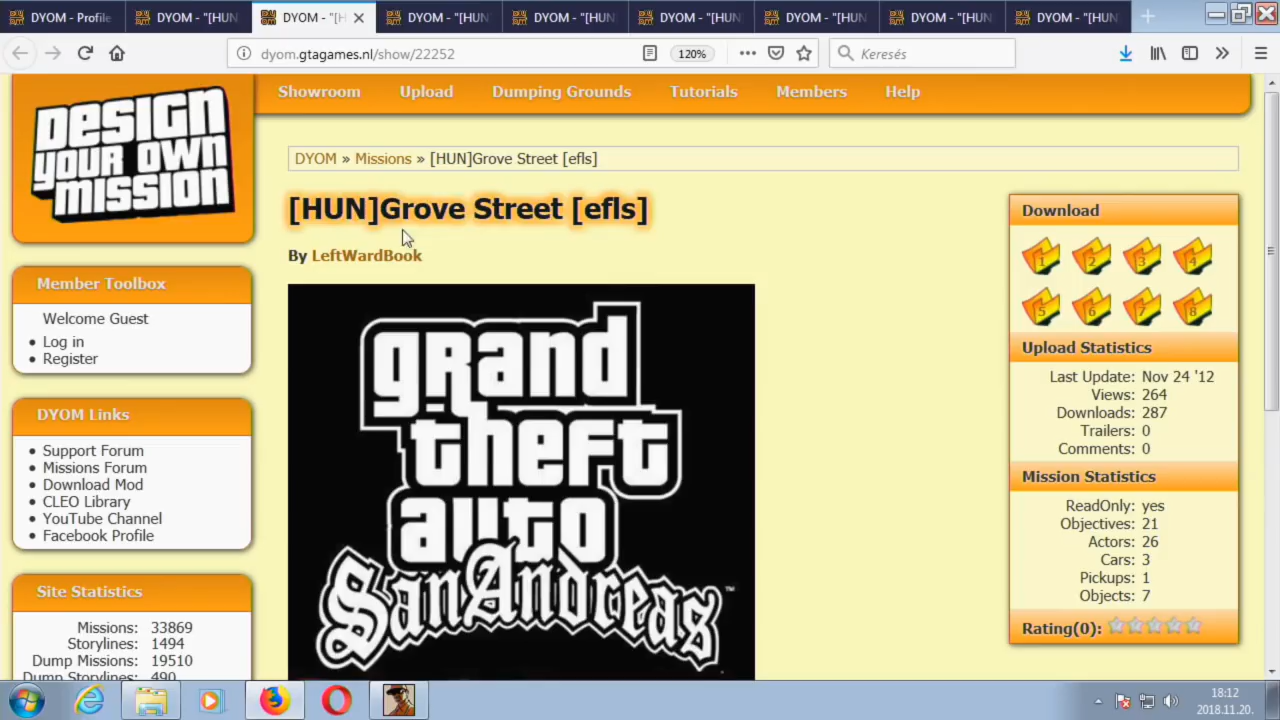 DYOM - Profile
DYOM - "[HUN
DYOM - "[H
DYOM - "[HUN
DYOM - "[HUN
DYOM - "[HUN
DYOM - "[HUN
DYOM - "[HUN
DYOM - "[HUN
dyom.gtagames.nl/show/22252
120%
Keresés
DESIGN
YOUR OWN
MISSION
Showroom
Upload
Dumping Grounds
Tutorials
Members
Help
DYOM » Missions » [HUN]Grove Street [efls]
[HUN]Grove Street [efls]
By LeftWardBook
grand
theft
auto
San Andreas
™
Member Toolbox
Welcome Guest
• Log in
• Register
DYOM Links
• Support Forum
• Missions Forum
• Download Mod
• CLEO Library
• YouTube Channel
• Facebook Profile
Site Statistics
Missions: 33869
Storylines: 1494
Dump Missions: 19510
Dump Storylines: 490
Download
1 2 3 4
5 6 7 8
Upload Statistics
Last Update: Nov 24 '12
Views: 264
Downloads: 287
Trailers: 0
Comments: 0
Mission Statistics
ReadOnly: yes
Objectives: 21
Actors: 26
Cars: 3
Pickups: 1
Objects: 7
Rating(0):
18:12
2018.11.20.